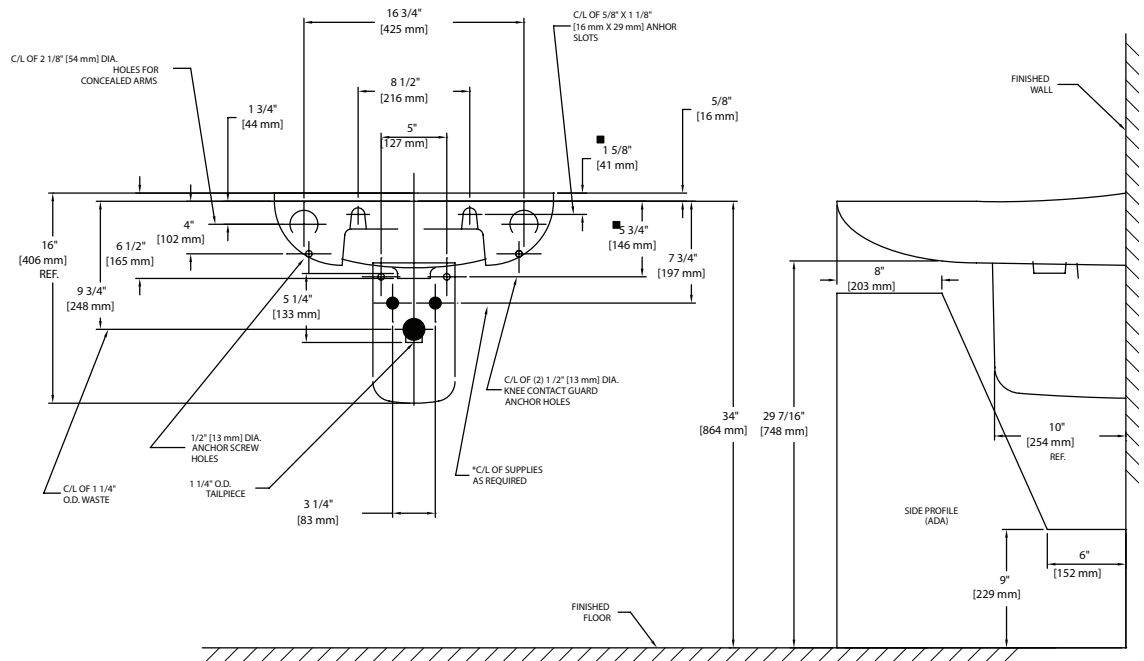 16 3/4"
[425 mm]
C/L OF 5/8" X 1 1/8"
[16 mm X 29 mm] ANHOR
SLOTS
C/L OF 2 1/8" [54 mm] DIA.
HOLES FOR
CONCEALED ARMS
8 1/2"
[216 mm]
FINISHED
WALL
1 3/4"
[44 mm]
5/8"
[16 mm]
5"
[127 mm]
1 5/8"
[41 mm]
4"
[102 mm]
16"
[406 mm]
REF.
6 1/2"
[165 mm]
5 3/4"
[146 mm]
7 3/4"
[197 mm]
9 3/4"
[248 mm]
5 1/4"
[133 mm]
8"
[203 mm]
C/L OF (2) 1/2" [13 mm] DIA.
KNEE CONTACT GUARD
ANCHOR HOLES
34"
[864 mm]
29 7/16"
[748 mm]
10"
[254 mm]
REF.
1/2" [13 mm] DIA.
ANCHOR SCREW
HOLES
*C/L OF SUPPLIES
AS REQUIRED
C/L OF 1 1/4"
O.D. WASTE
1 1/4" O.D.
TAILPIECE
3 1/4"
[83 mm]
SIDE PROFILE
(ADA)
6"
[152 mm]
9"
[229 mm]
FINISHED
FLOOR